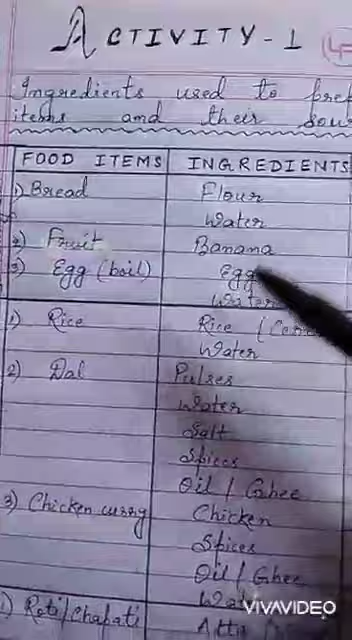 ACTIVITY - 1
Ingredients used to
items and their
FOOD ITEMS INGREDIENTS
1) Bread Flour
Water
2) Fruit Banana
3) Egg (boil) Egg
Water
1) Rice Rice
Water
2) Dal Pulses
Water
Salt
Spices
Oil / Ghee
3) Chicken curry Chicken
Spices
Oil / Ghee
1) Roti/Chapati Atta
VIVAVIDEO